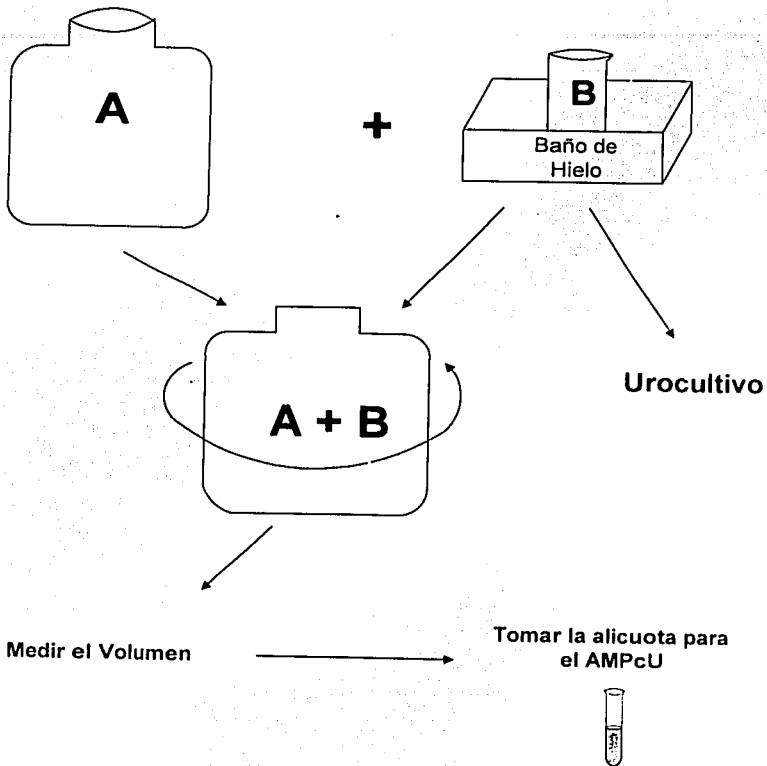 A
+
B
Baño de
Hielo
A + B
Urocultivo
Medir el Volumen
Tomar la alicuota para
el AMPcU